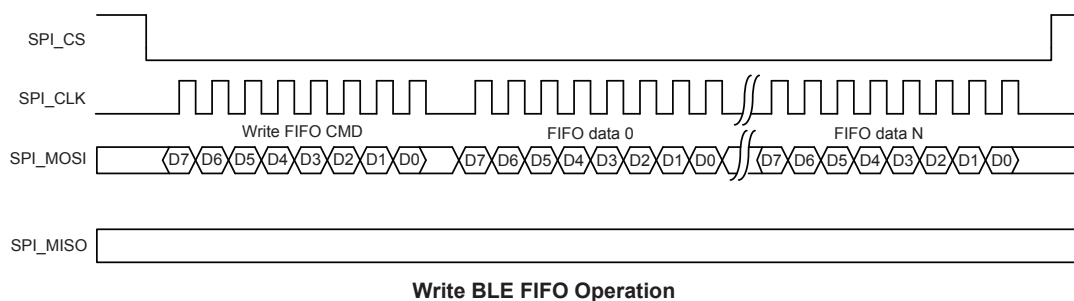 SPI_CS
SPI_CLK
Write FIFO CMD FIFO data 0 FIFO data N
SPI_MOSI D7 D6 D5 D4 D3 D2 D1 D0 D7 D6 D5 D4 D3 D2 D1 D0 D7 D6 D5 D4 D3 D2 D1 D0
SPI_MISO
Write BLE FIFO Operation